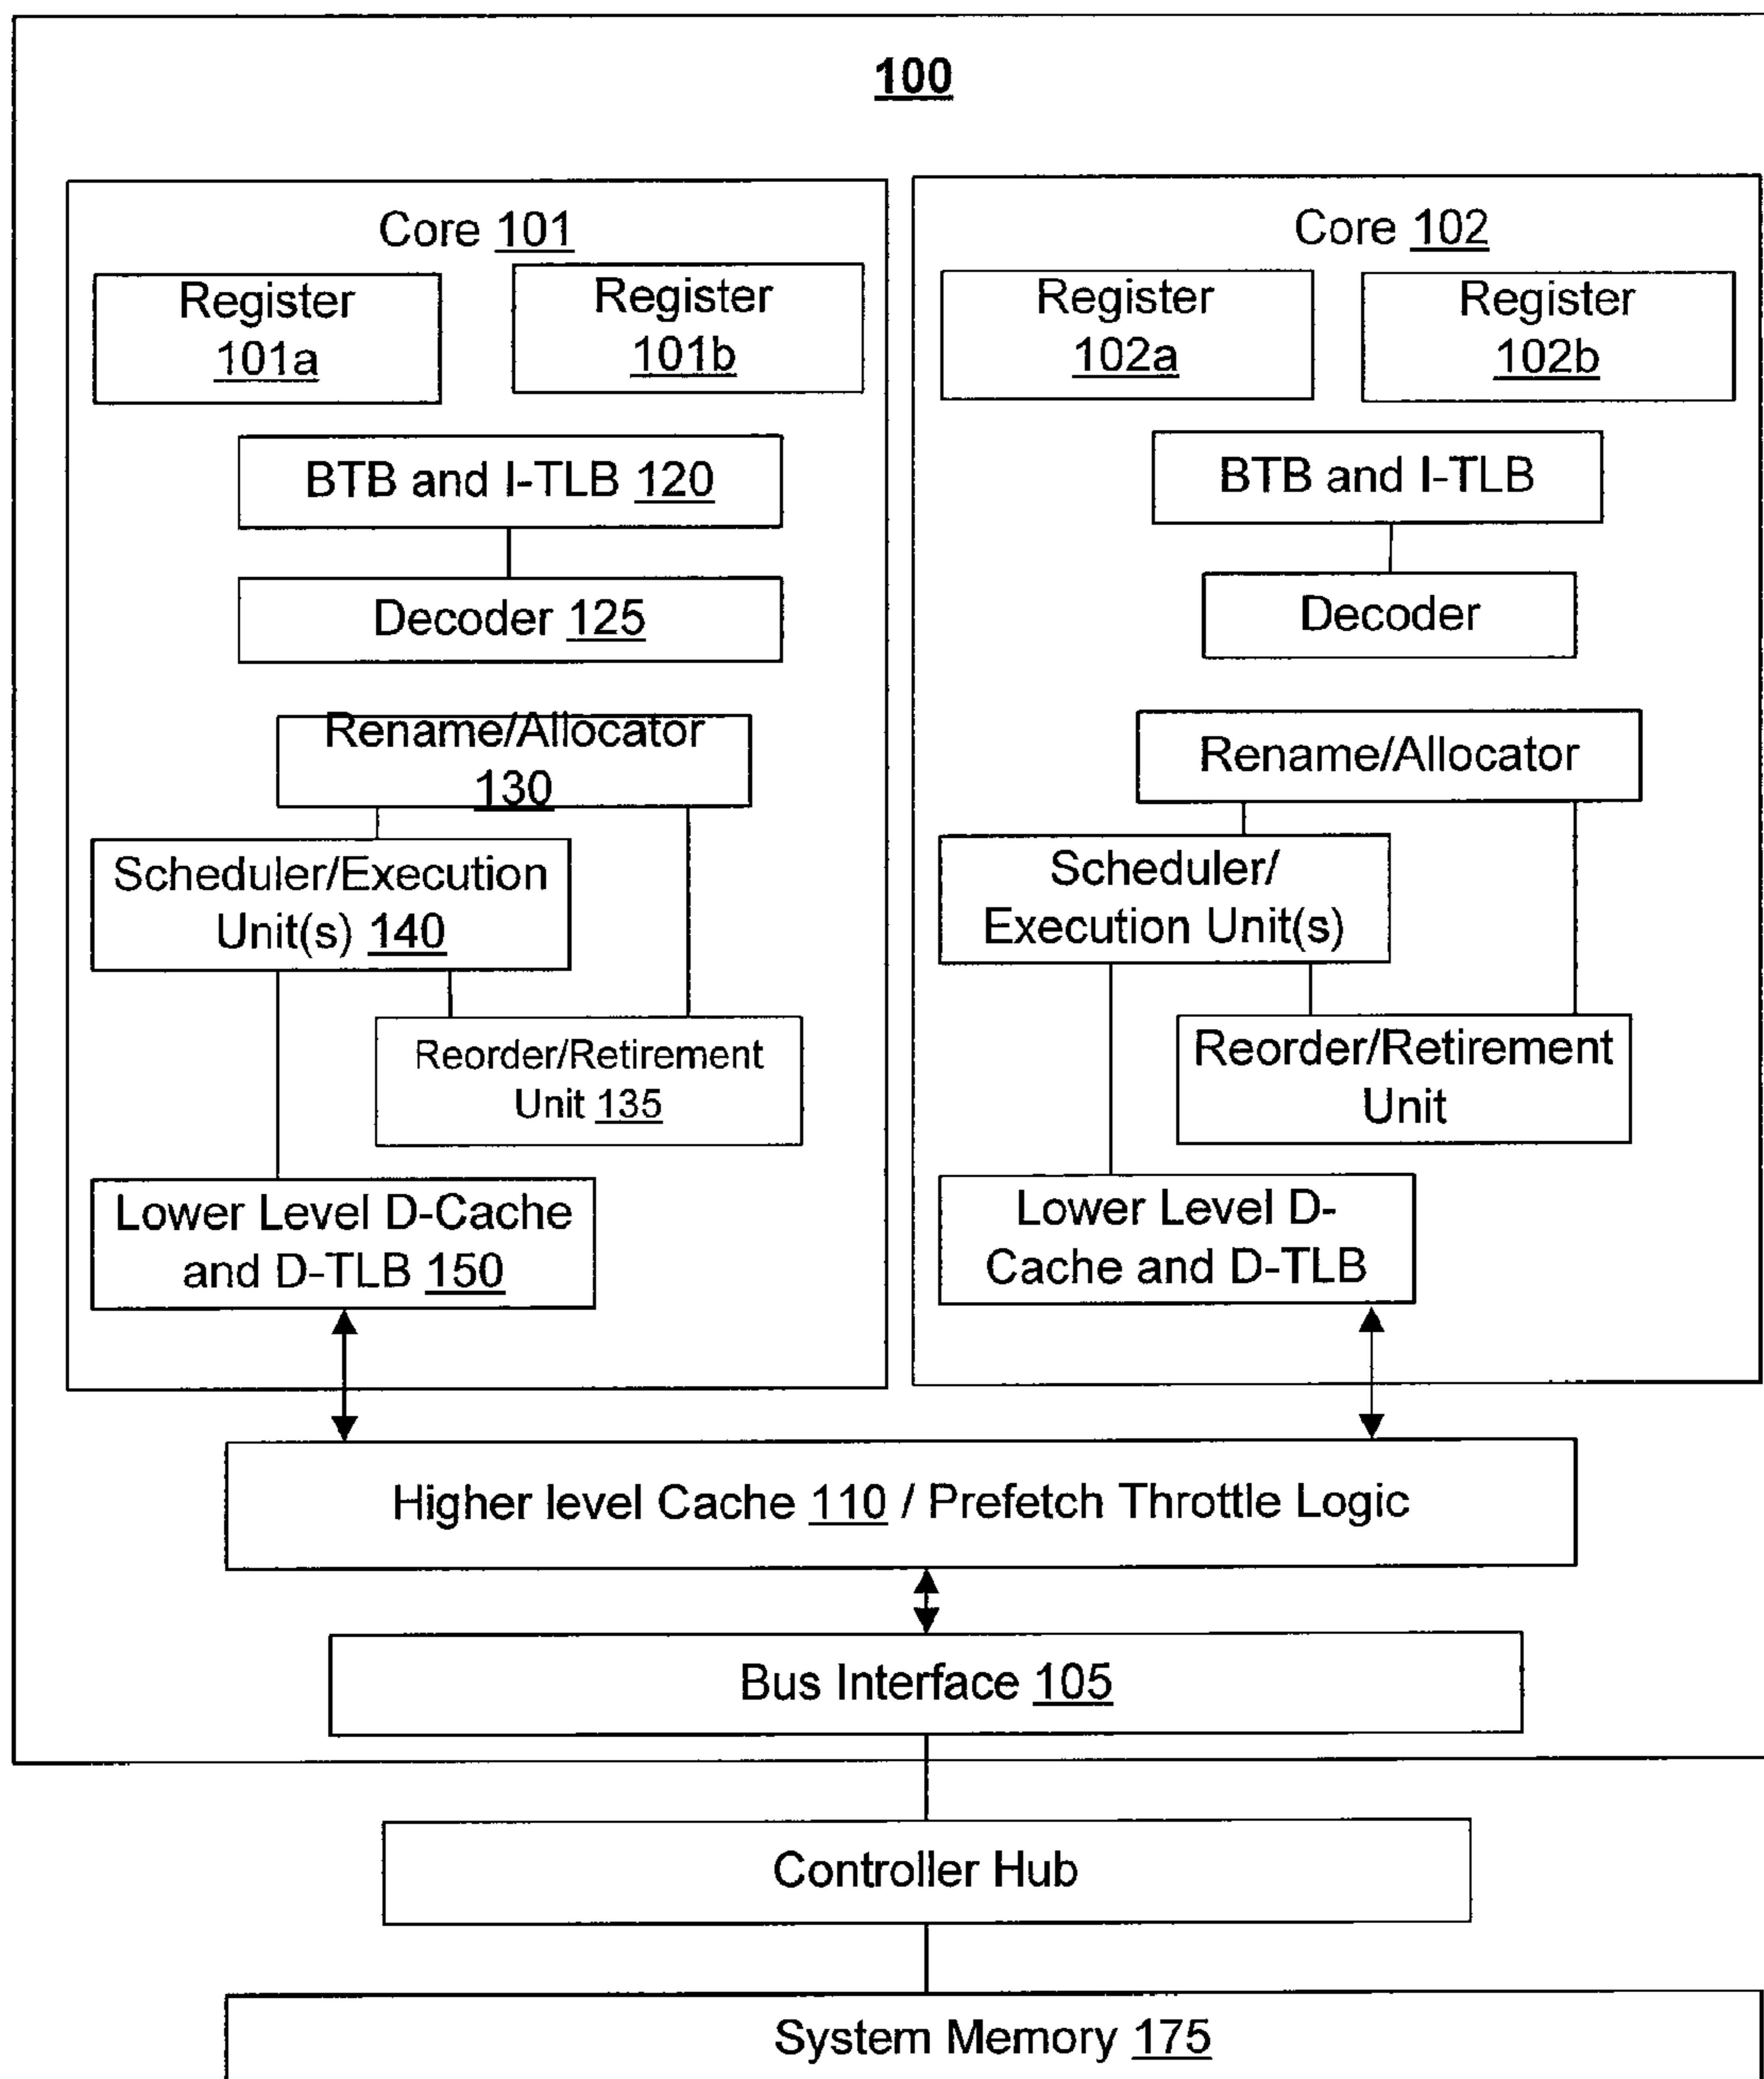 100
Core 101
Register
101a
Register
101b
BTB and I-TLB 120
Decoder 125
Rename/Allocator
130
Scheduler/Execution
Unit(s) 140
Reorder/Retirement
Unit 135
Lower Level D-Cache
and D-TLB 150
Core 102
Register
102a
Register
102b
BTB and I-TLB
Decoder
Rename/Allocator
Scheduler/
Execution Unit(s)
Reorder/Retirement
Unit
Lower Level D-
Cache and D-TLB
Higher level Cache 110 / Prefetch Throttle Logic
Bus Interface 105
Controller Hub
System Memory 175